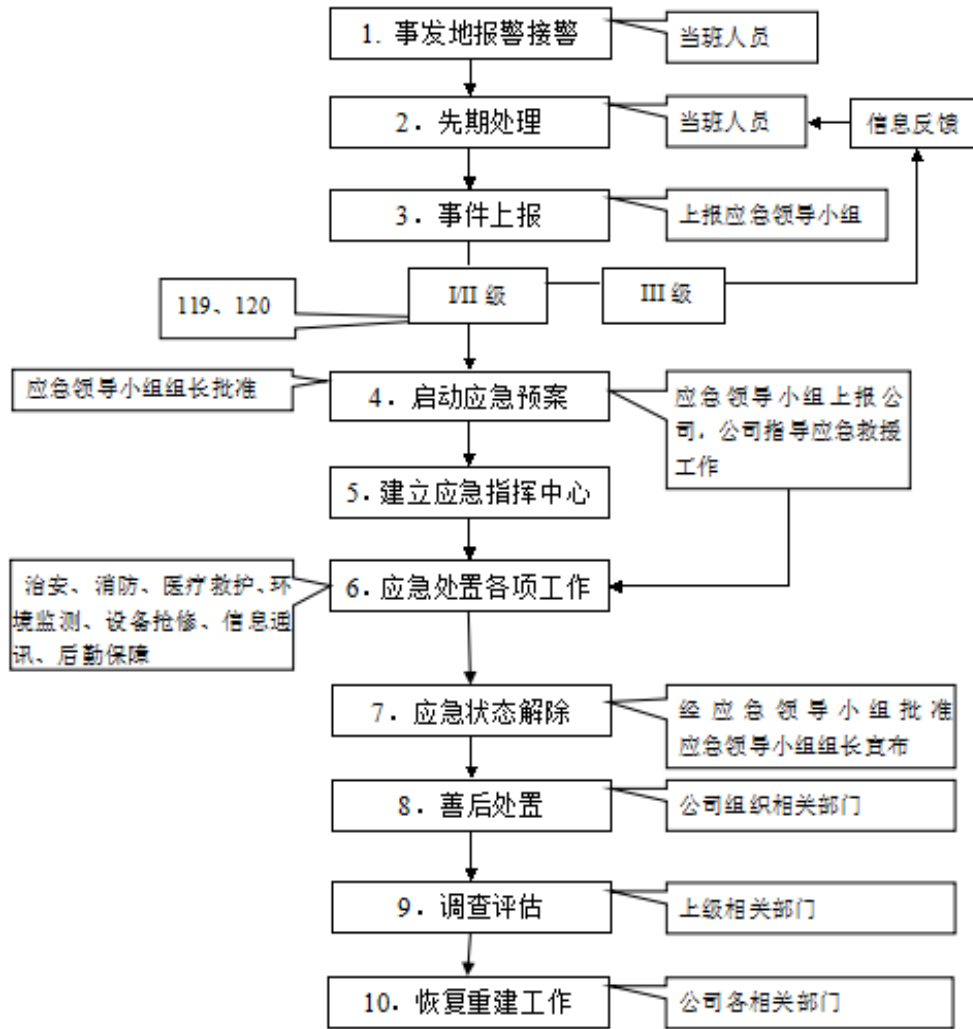 1. 事发地报警接警
当班人员
2. 先期处理
当班人员
信息反馈
3. 事件上报
上报应急领导小组
I/II 级
III 级
119、120
应急领导小组组长批准
4. 启动应急预案
应急领导小组上报公
司，公司指导应急救援
工作
5. 建立应急指挥中心
治安、消防、医疗救护、环
境监测、设备抢修、信息通
讯、后勤保障
6. 应急处置各项工作
7. 应急状态解除
经应急领导小组批准
应急领导小组组长宣布
8. 善后处置
公司组织相关部门
9. 调查评估
上级相关部门
10. 恢复重建工作
公司各相关部门